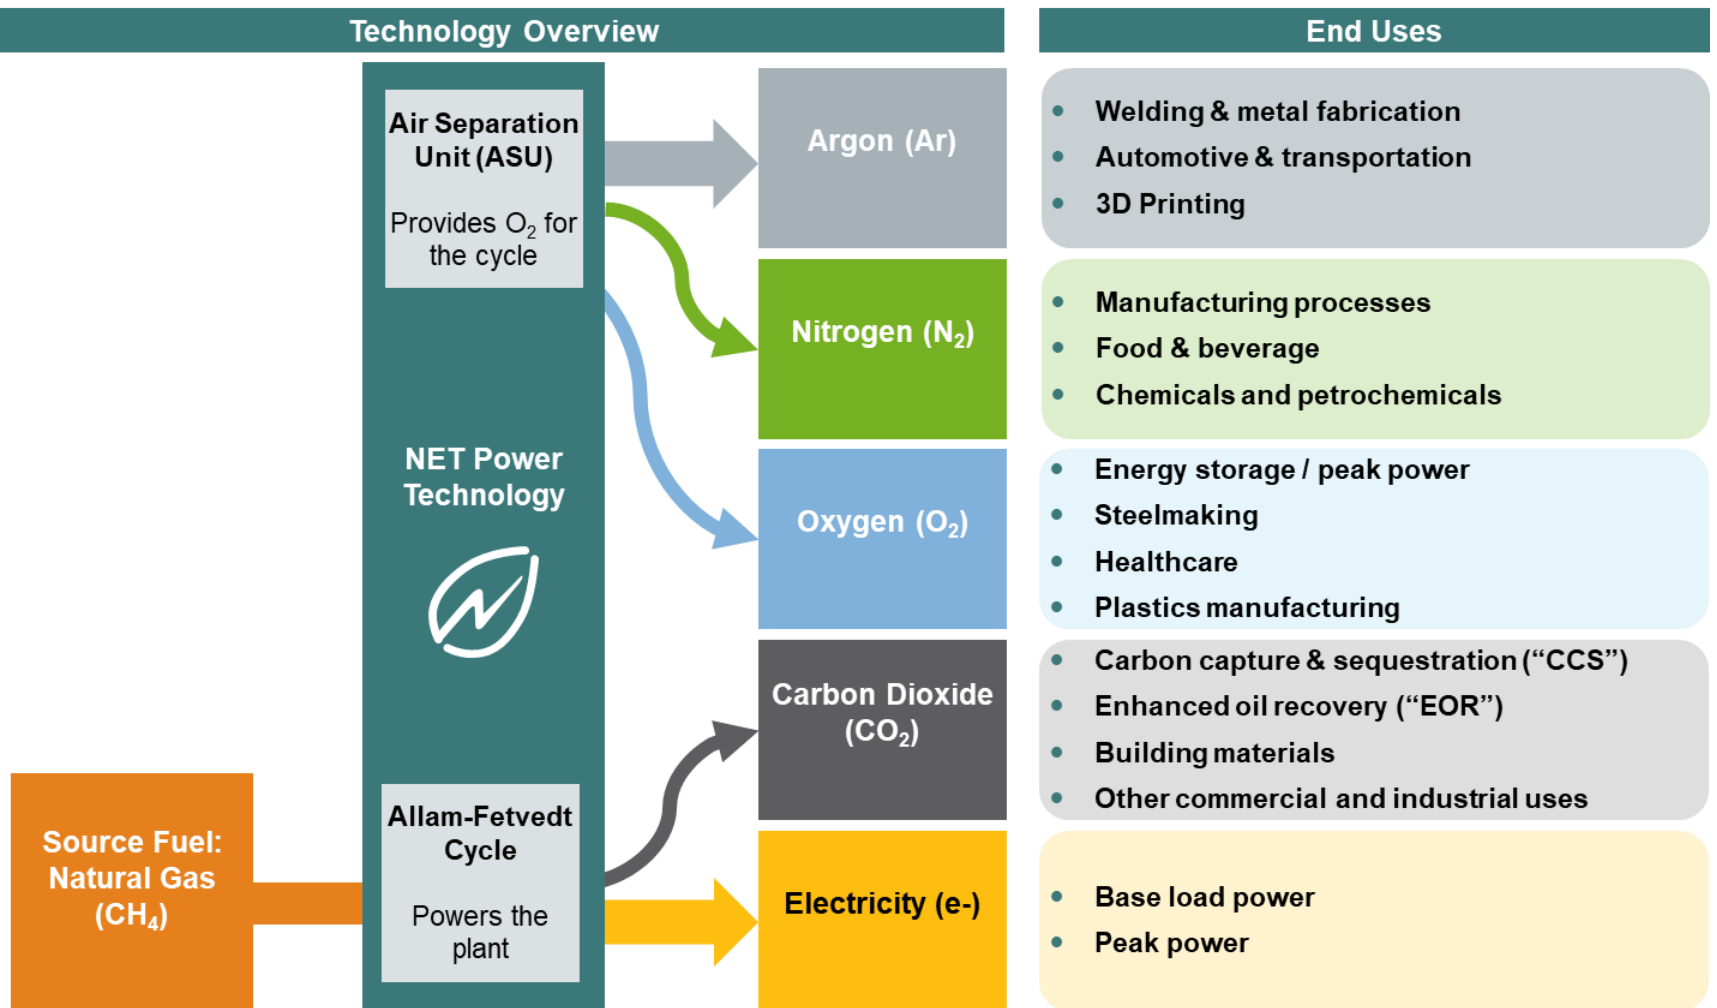 Technology Overview
End Uses
Air Separation
Unit (ASU)
Provides O₂ for
the cycle
NET Power
Technology
Allam-Fetvedt
Cycle
Powers the
plant
Source Fuel:
Natural Gas
(CH₄)
Argon (Ar)
Nitrogen (N₂)
Oxygen (O₂)
Carbon Dioxide
(CO₂)
Electricity (e-)
• Welding & metal fabrication
• Automotive & transportation
• 3D Printing
• Manufacturing processes
• Food & beverage
• Chemicals and petrochemicals
• Energy storage / peak power
• Steelmaking
• Healthcare
• Plastics manufacturing
• Carbon capture & sequestration (“CCS”)
• Enhanced oil recovery (“EOR”)
• Building materials
• Other commercial and industrial uses
• Base load power
• Peak power